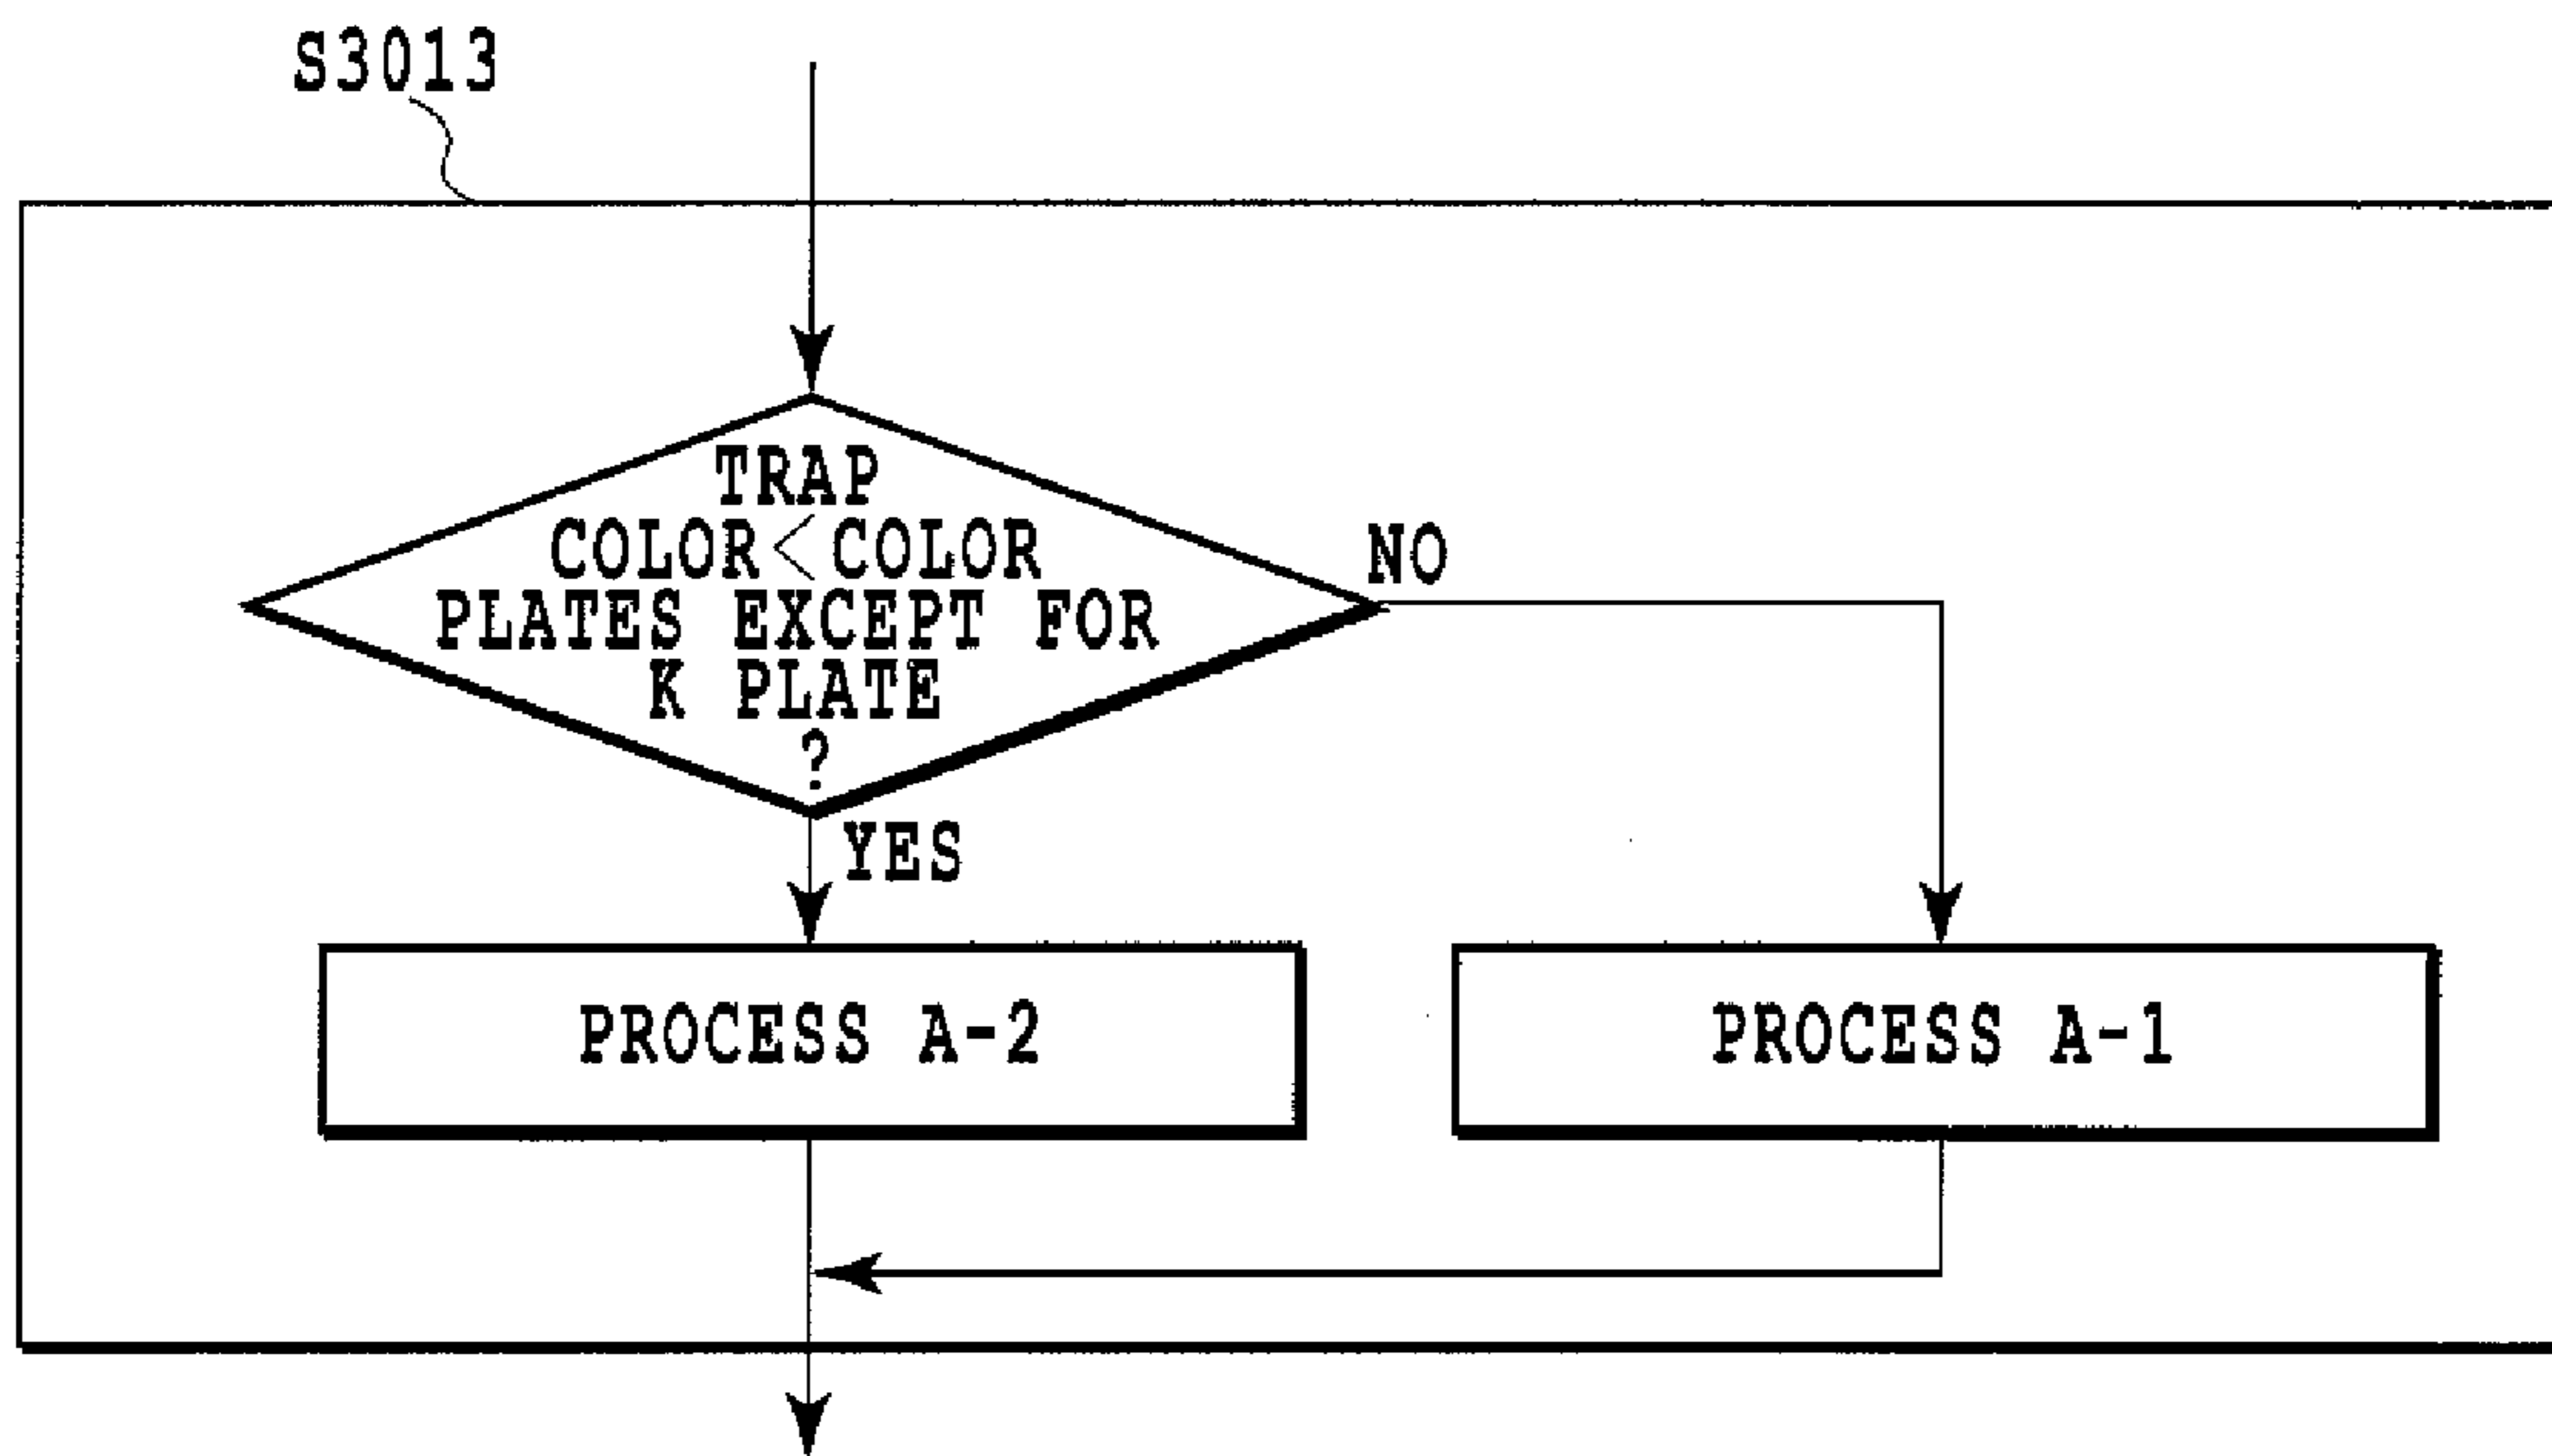 S3013
TRAP
COLOR<COLOR
PLATES EXCEPT FOR
K PLATE
?
NO
YES
PROCESS A-2
PROCESS A-1